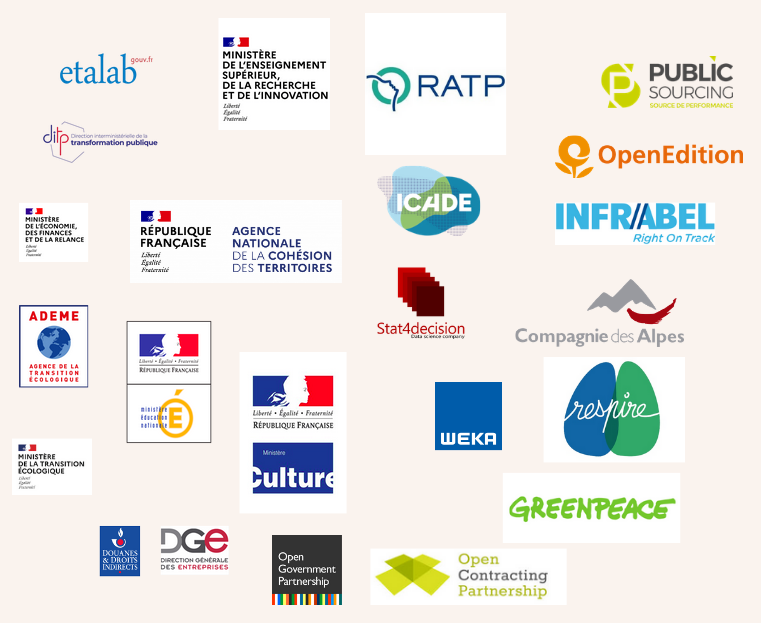 etalab
gouv.fr
ditp
Direction interministérielle de la
transformation publique
MINISTÈRE
DE L'ENSEIGNEMENT
SUPÉRIEUR,
DE LA RECHERCHE
ET DE L'INNOVATION
Liberté
Égalité
Fraternité
RATP
PUBLIC
SOURCING
SOURCE DE PERFORMANCE
OpenEdition
ICADE
INFRABEL
Right On Track
MINISTÈRE
DE L'ÉCONOMIE,
DES FINANCES
ET DE LA RELANCE
Liberté
Égalité
Fraternité
RÉPUBLIQUE
FRANÇAISE
Liberté
Égalité
Fraternité
AGENCE
NATIONALE
DE LA COHÉSION
DES TERRITOIRES
Stat4decision
Data science company
Compagnie des Alpes
ADEME
AGENCE DE LA
TRANSITION
ÉCOLOGIQUE
Liberté • Égalité • Fraternité
RÉPUBLIQUE FRANÇAISE
ministère
éducation
nationale
É
Liberté • Égalité • Fraternité
RÉPUBLIQUE FRANÇAISE
Ministère
Culture
WEKA
respire
MINISTÈRE
DE LA TRANSITION
ÉCOLOGIQUE
Liberté
Égalité
Fraternité
GREENPEACE
DOUANES
& DROITS
INDIRECTS
DGE
DIRECTION GÉNÉRALE
DES ENTREPRISES
Open
Government
Partnership
Open
Contracting
Partnership